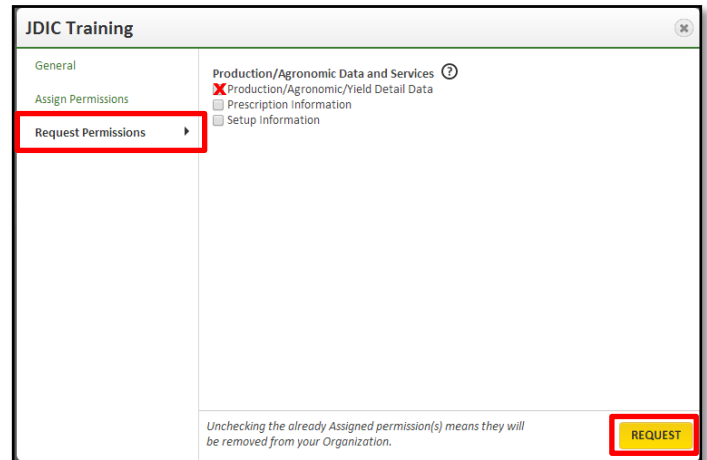 JDIC Training
General
Assign Permissions
Request Permissions
Production/Agronomic Data and Services ?
Production/Agronomic/Yield Detail Data
Prescription Information
Setup Information
Unchecking the already Assigned permission(s) means they will
be removed from your Organization.
REQUEST